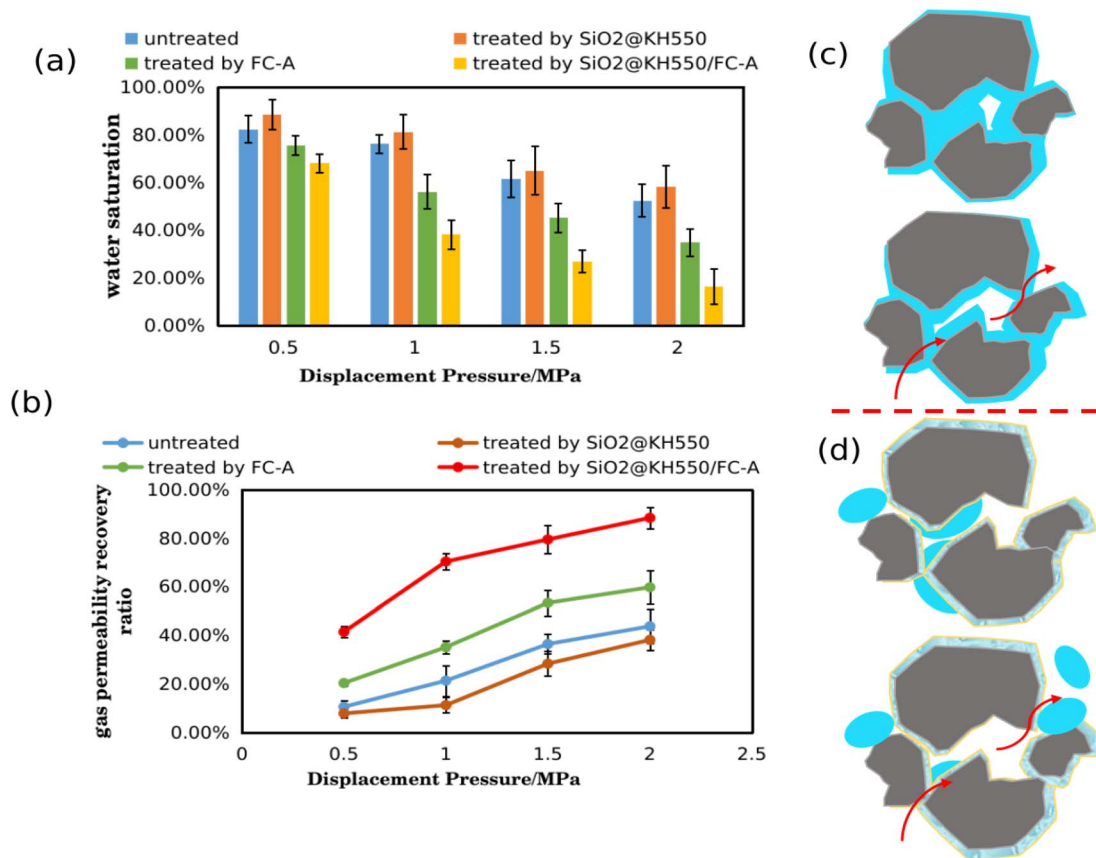 (a)
untreated
treated by SiO2@KH550
treated by FC-A
treated by SiO2@KH550/FC-A
100.00%
80.00%
60.00%
40.00%
20.00%
0.00%
water saturation
0.5
1
1.5
2
Displacement Pressure/MPa
(b)
untreated
treated by SiO2@KH550
treated by FC-A
treated by SiO2@KH550/FC-A
100.00%
80.00%
60.00%
40.00%
20.00%
0.00%
gas permeability recovery
ratio
0
0.5
1
1.5
2
2.5
Displacement Pressure/MPa
(c)
(d)